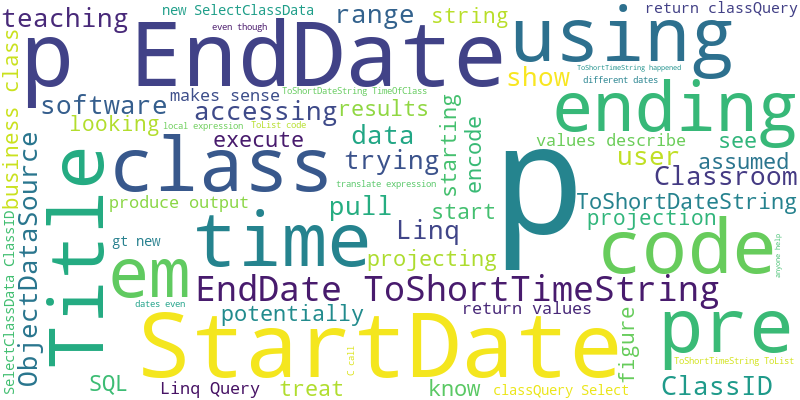 teaching
new SelectClassData
even though
range
string
return classQuery
p EndDate
using
ToShortTimeString happened
different dates
show
software
makes sense
ToShortDateString TimeOfClass
accessing
results
ending
looking
local expression
ToList code
execute
data
values describe
see
business class
ObjectDataSource
Title
class
trying
starting
encode
user
assumed
translate expression
Classroom
produce output
pull
start
p
ToShortDateString
projection
gt new
time
Linq
projecting
code
anyone help
em
EndDate ToShortTimeString
dates even
potentially
return values
StartDate
figure
pre
SelectClassData ClassID
SQL
Linq Query
treat
C call
know
classQuery Select
ToShortTimeString ToList
ClassID